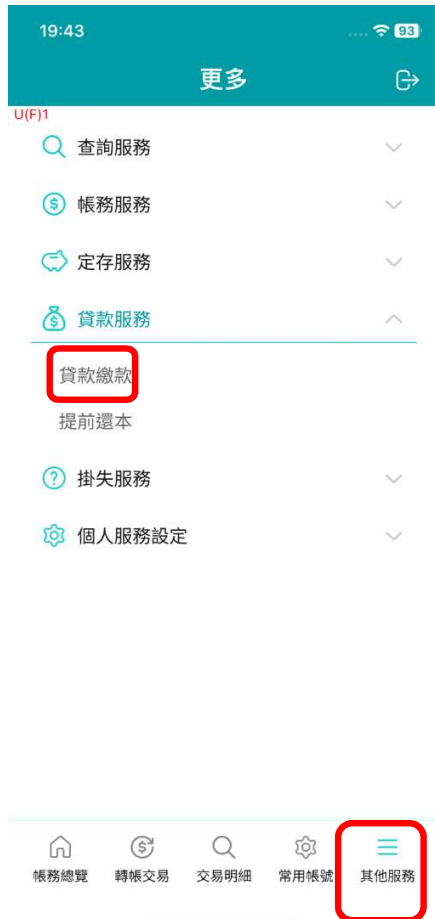 19:43 93
更多
U(F)1
查詢服務
帳務服務
定存服務
貸款服務
貸款繳款
提前還本
掛失服務
個人服務設定
帳務總覽 轉帳交易 交易明細 常用帳號 其他服務